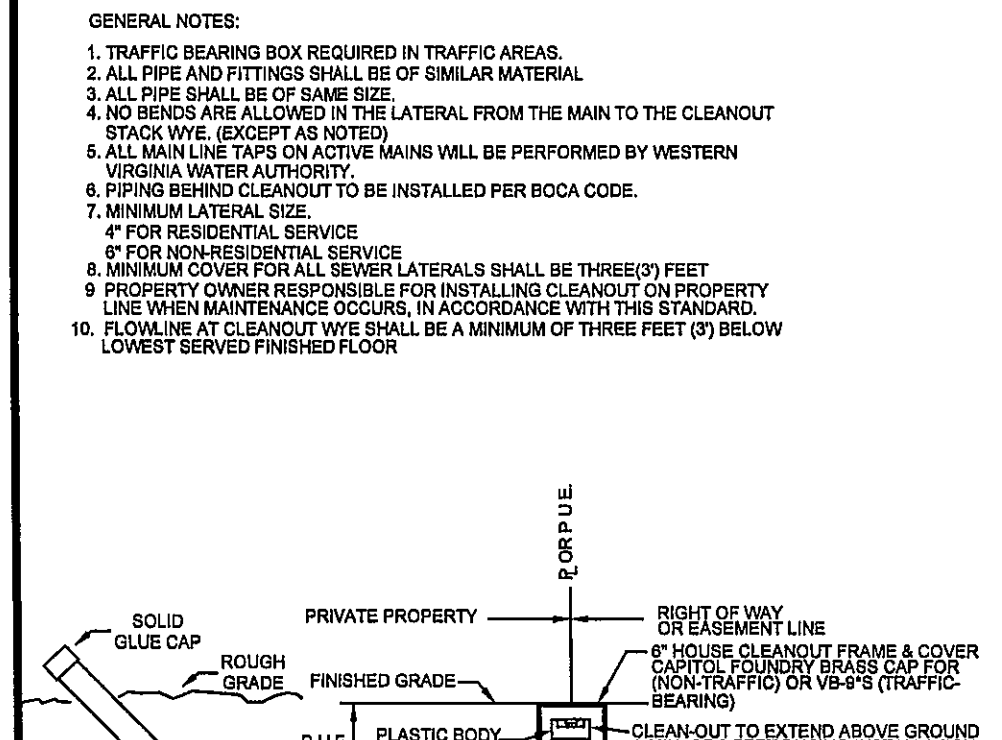 GENERAL NOTES:
1. TRAFFIC BEARING BOX REQUIRED IN TRAFFIC AREAS.
2. ALL PIPE AND FITTINGS SHALL BE OF SIMILAR MATERIAL
3. ALL PIPE SHALL BE OF SAME SIZE.
4. NO BENDS ARE ALLOWED IN THE LATERAL FROM THE MAIN TO THE CLEANOUT
STACK WYE. (EXCEPT AS NOTED)
5. ALL MAIN LINE TAPS ON ACTIVE MAINS WILL BE PERFORMED BY WESTERN
VIRGINIA WATER AUTHORITY.
6. PIPING BEHIND CLEANOUT TO BE INSTALLED PER BOCA CODE.
7. MINIMUM LATERAL SIZE.
4" FOR RESIDENTIAL SERVICE
6" FOR NON-RESIDENTIAL SERVICE
8. MINIMUM COVER FOR ALL SEWER LATERALS SHALL BE THREE(3') FEET
9 PROPERTY OWNER RESPONSIBLE FOR INSTALLING CLEANOUT ON PROPERTY
LINE WHEN MAINTENANCE OCCURS, IN ACCORDANCE WITH THIS STANDARD.
10. FLOWLINE AT CLEANOUT WYE SHALL BE A MINIMUM OF THREE FEET (3') BELOW
LOWEST SERVED FINISHED FLOOR
P OR P U E.
L
PRIVATE PROPERTY
RIGHT OF WAY
OR EASEMENT LINE
SOLID
GLUE CAP
ROUGH
GRADE
FINISHED GRADE
6" HOUSE CLEANOUT FRAME & COVER
CAPITOL FOUNDRY BRASS CAP FOR
(NON-TRAFFIC) OR VB-9"S (TRAFFIC-
BEARING)
PLASTIC BODY
CLEAN-OUT TO EXTEND ABOVE GROUND